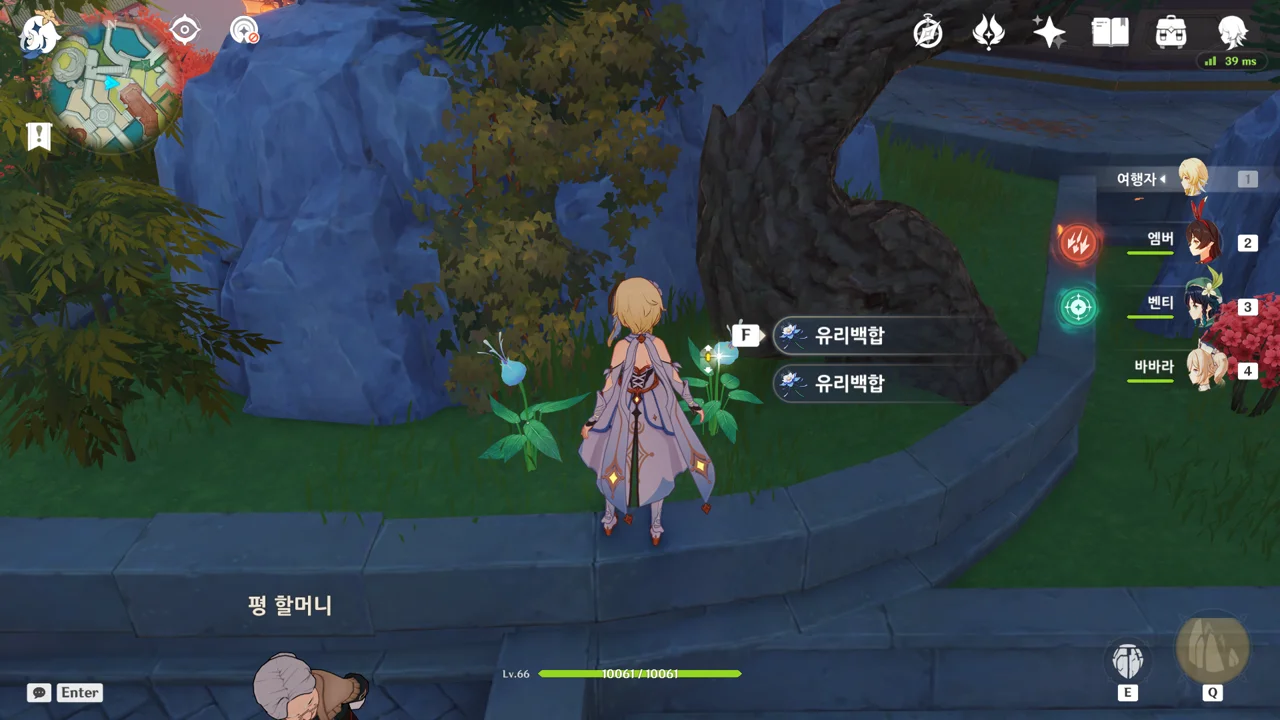 N
39 ms
여행자
1
엠버
2
벤티
3
바바라
4
F
유리백합
유리백합
평 할머니
Lv.66
10061 / 10061
Enter
E
Q